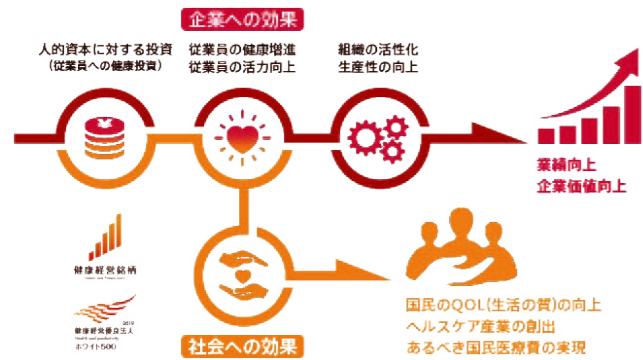 企業への効果
人的資本に対する投資
(従業員への健康投資)
従業員の健康増進
従業員の活力向上
組織の活性化
生産性の向上
業績向上
企業価値向上
健康経営銘柄
2019
健康経営優良法人
Health and productivity
ホワイト500
社会への効果
国民のQOL(生活の質)の向上
ヘルスケア産業の創出
あるべき国民医療費の実現